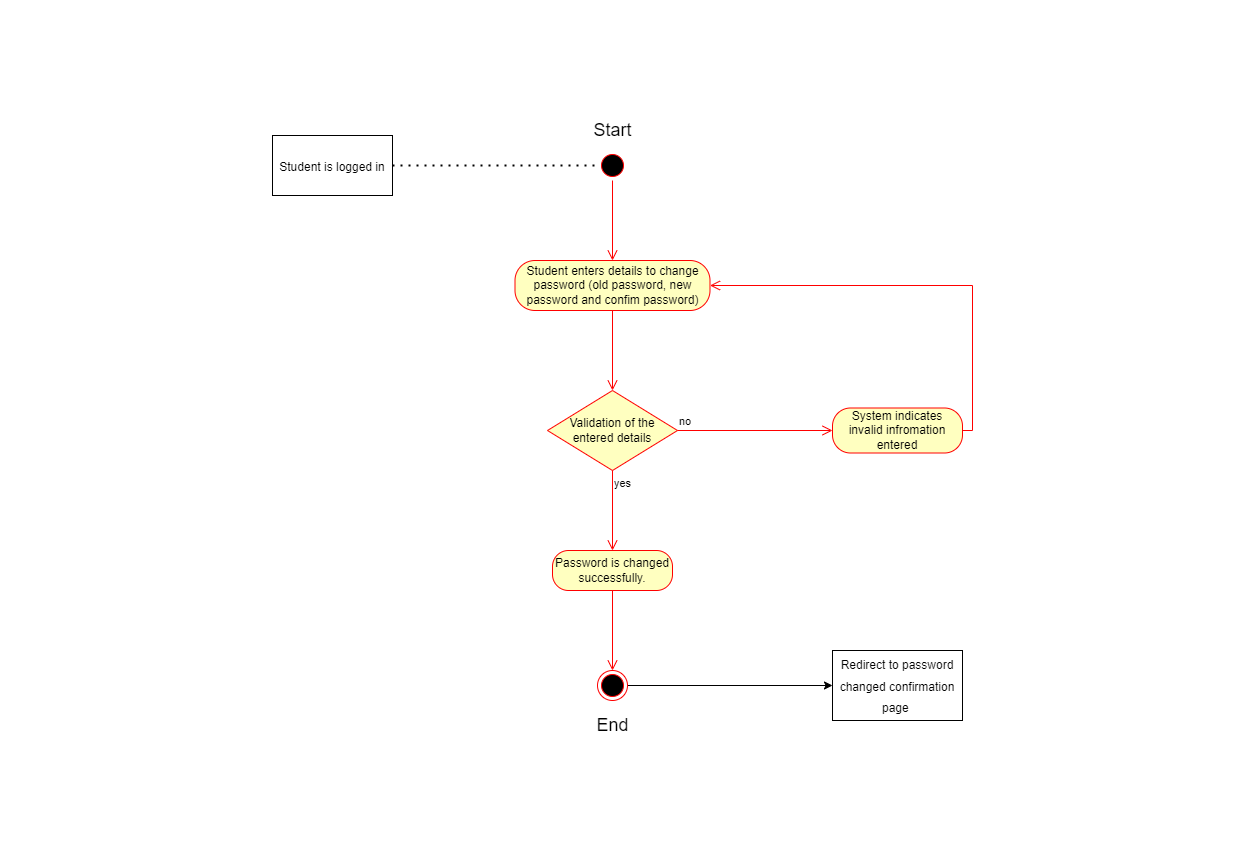 Start
Student is logged in
Student enters details to change
password (old password, new
password and confim password)
Validation of the
entered details
no
System indicates
invalid infromation
entered
yes
Password is changed
successfully.
Redirect to password
changed confirmation
page
End